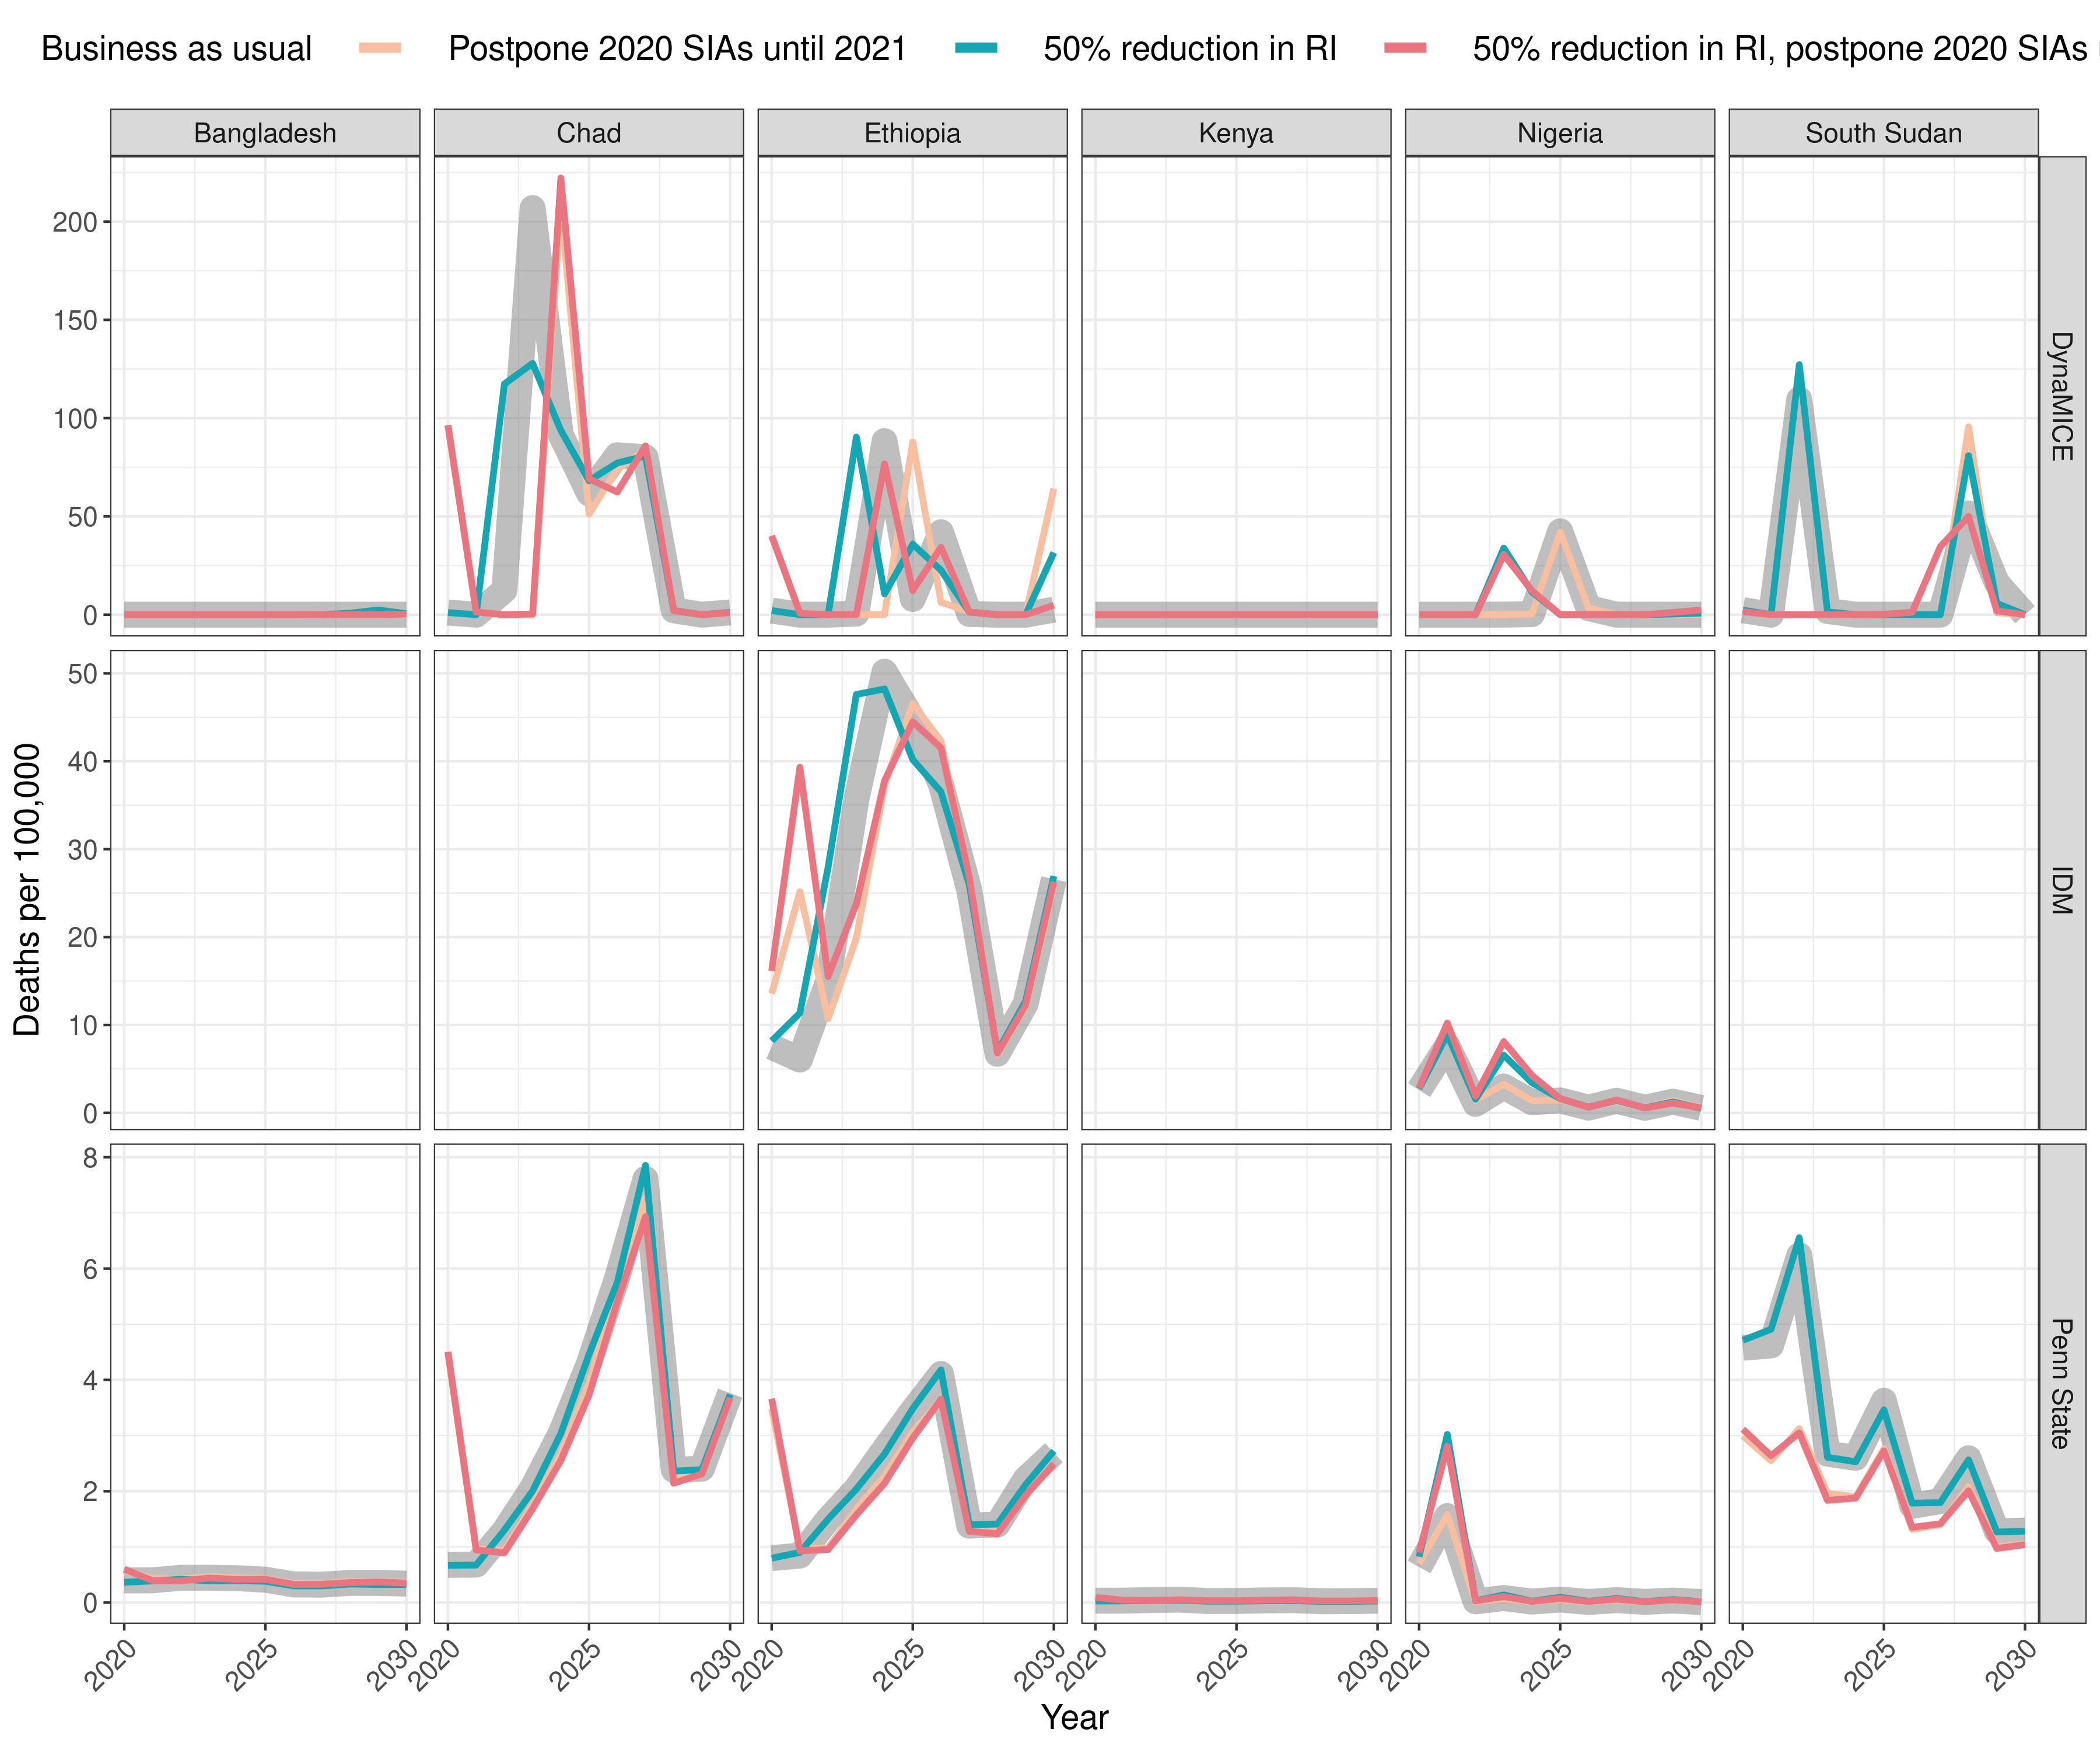 Business as usual Postpone 2020 SIAs until 2021 50% reduction in RI 50% reduction in RI, postpone 2020 SIAs
Bangladesh Chad Ethiopia Kenya Nigeria South Sudan
200
150
100
50
0
DynaMICE
50
40
30
20
10
0
IDM
8
6
4
2
0
Penn State
Deaths per 100,000
2020 2025 2030 2020 2025 2030 2020 2025 2030 2020 2025 2030 2020 2025 2030 2020 2025 2030
Year